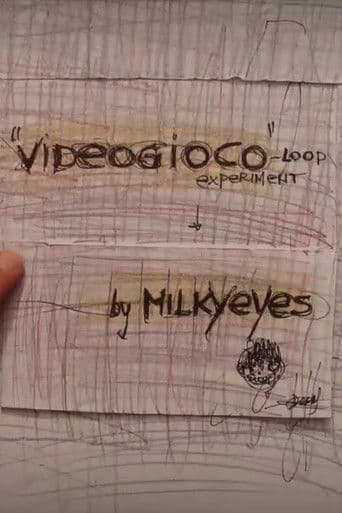 "VIDEOGIOCO"-LOOP
EXPERIMENT
by MILKYeyes